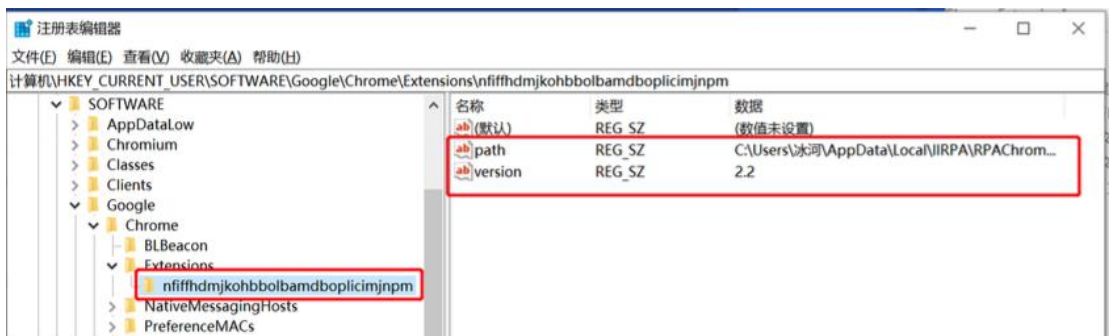 注册表编辑器
文件(F) 编辑(E) 查看(V) 收藏夹(A) 帮助(H)
计算机\HKEY_CURRENT_USER\SOFTWARE\Google\Chrome\Extensions\nfiffhdmjkohbbolbamdboplicimjnpm
SOFTWARE
AppDataLow
Chromium
Classes
Clients
Google
Chrome
BLBeacon
Extensions
nfiffhdmjkohbbolbamdboplicimjnpm
NativeMessagingHosts
PreferenceMACs
名称 类型 数据
(默认) REG_SZ (数值未设置)
path REG_SZ C:\Users\冰河\AppData\Local\IIRPA\RPAChrom...
version REG_SZ 2.2